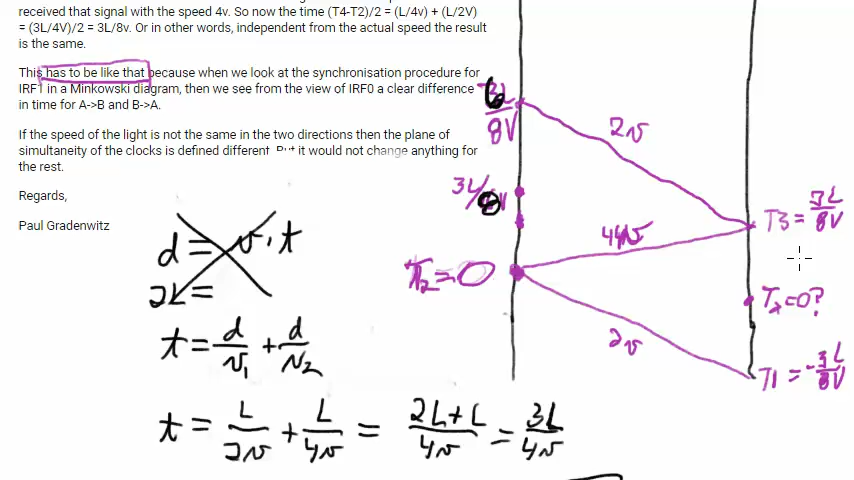 received that signal with the speed 4v. So now the time (T4-T2)/2 = (L/4v) + (L/2V)
= (3L/4V)/2 = 3L/8v. Or in other words, independent from the actual speed the result
is the same.
This has to be like that because when we look at the synchronisation procedure for
IRF1 in a Minkowski diagram, then we see from the view of IRF0 a clear difference
in time for A->B and B->A.
If the speed of the light is not the same in the two directions then the plane of
simultaneity of the clocks is defined different it would not change anything for
the rest.
Regards,
Paul Gradenwitz
d = v · t
2L =
t = d/v1 + d/v2
t = L/2v + L/4v = 2L+L/4v = 3L/4v
L/8V
2v
3L/
4v
T3 = 3L/8V
T2=0
T2=0?
2v
T1 = -3L/8V